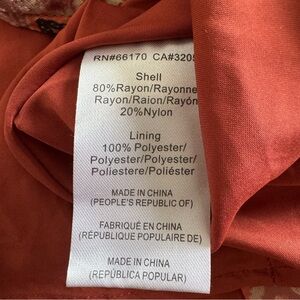 RN#66170 CA#3205
Shell
80%Rayon/Rayonne
Rayon/Raion/Rayón
20%Nylon
Lining
100% Polyester/
Polyester/Polyester/
Poliestere/Poliéster
MADE IN CHINA
(PEOPLE'S REPUBLIC OF)
FABRIQUÉ EN CHINA
(RÉPUBLIQUE POPULAIRE DE)
MADE IN CHINA
(REPÚBLICA POPULAR)